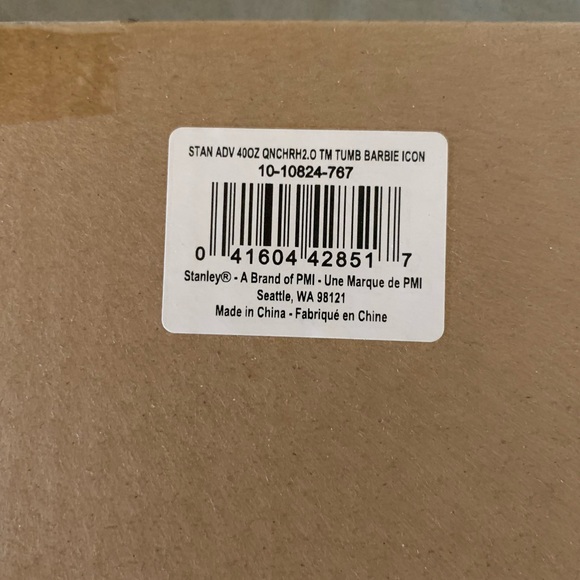 STAN ADV 40OZ QNCHRH2.O TM TUMB BARBIE ICON
10-10824-767
0 41604 42851 7
Stanley® - A Brand of PMI - Une Marque de PMI
Seattle, WA 98121
Made in China - Fabriqué en Chine